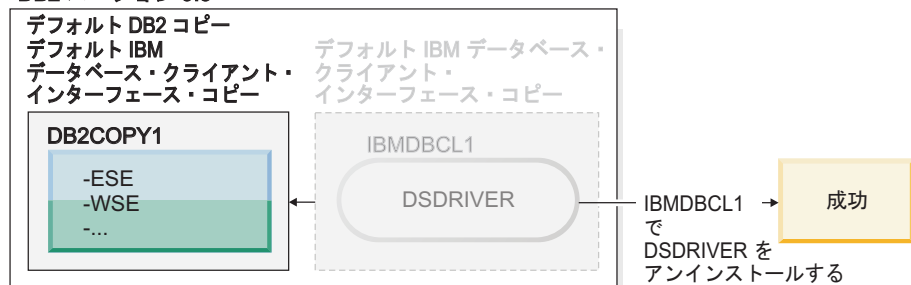 デフォルト DB2 コピー
デフォルト IBM
データベース・クライアント・
インターフェース・コピー
デフォルト IBM データベース・
クライアント・
インターフェース・コピー
DB2COPY1
-ESE
-WSE
-...
IBMDBCL1
DSDRIVER
IBMDBCL1
で
DSDRIVER を
アンインストールする
成功